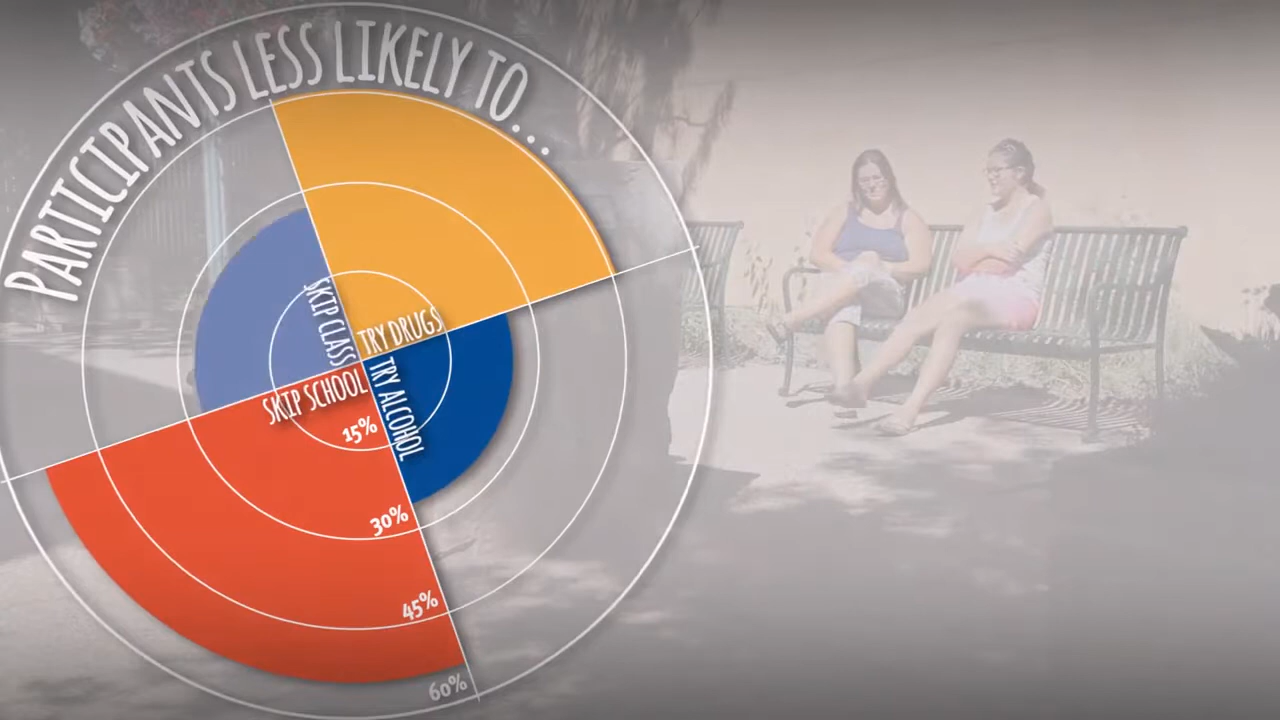 PARTICIPANTS LESS LIKELY TO...
SKIP CLASS
TRY DRUGS
SKIP SCHOOL
TRY ALCOHOL
15%
30%
45%
60%